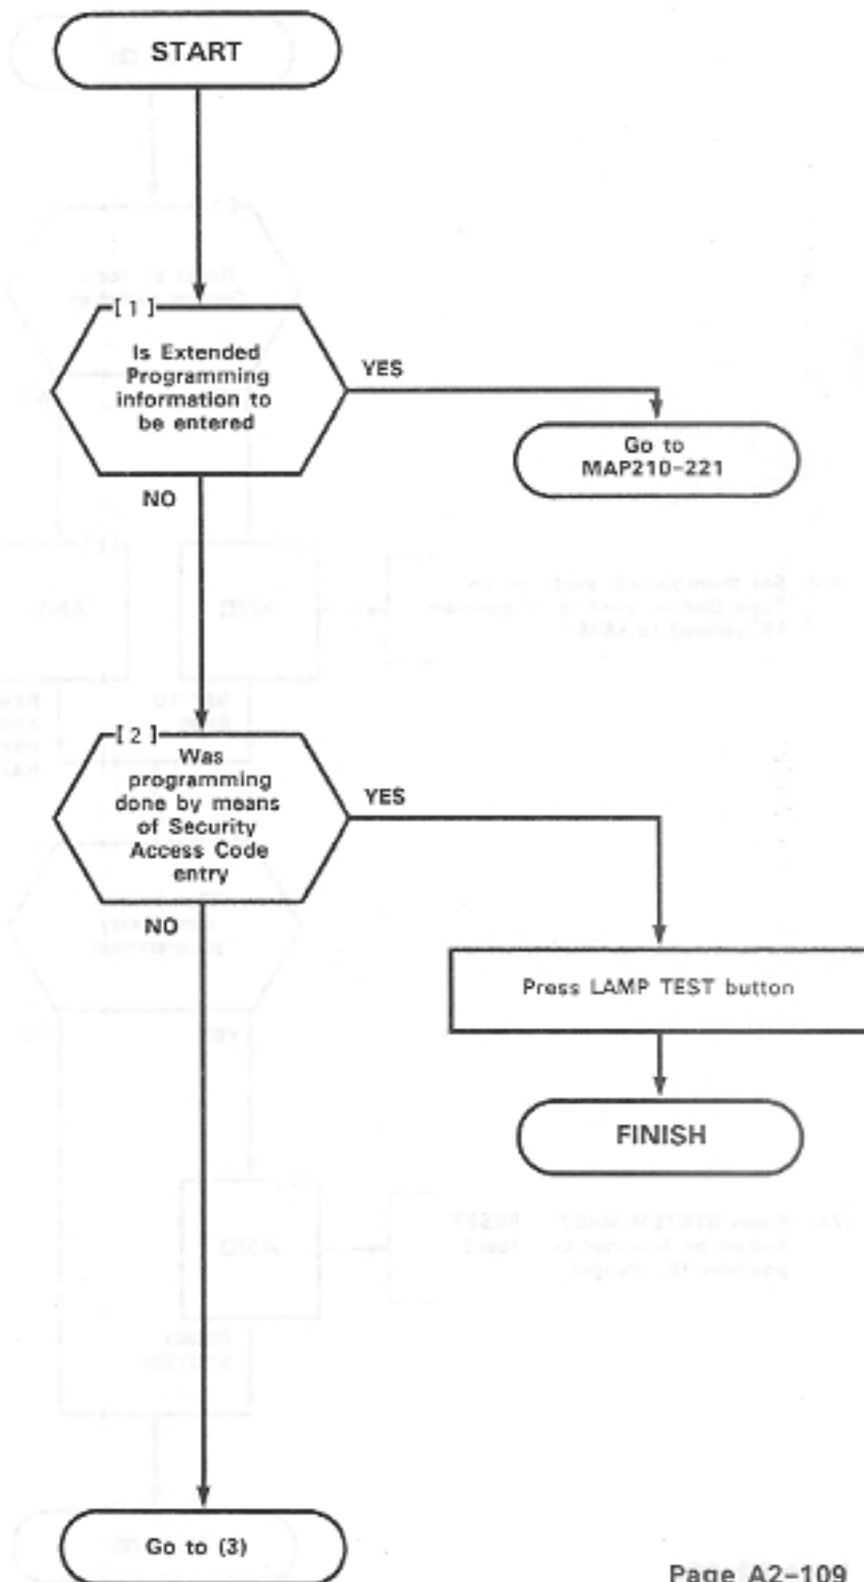 START
[ 1 ]
Is Extended
Programming
information to
be entered
YES
Go to
MAP210-221
NO
[ 2 ]
Was
programming
done by means
of Security
Access Code
entry
YES
NO
Press LAMP TEST button
FINISH
Go to (3)
Page A2-109